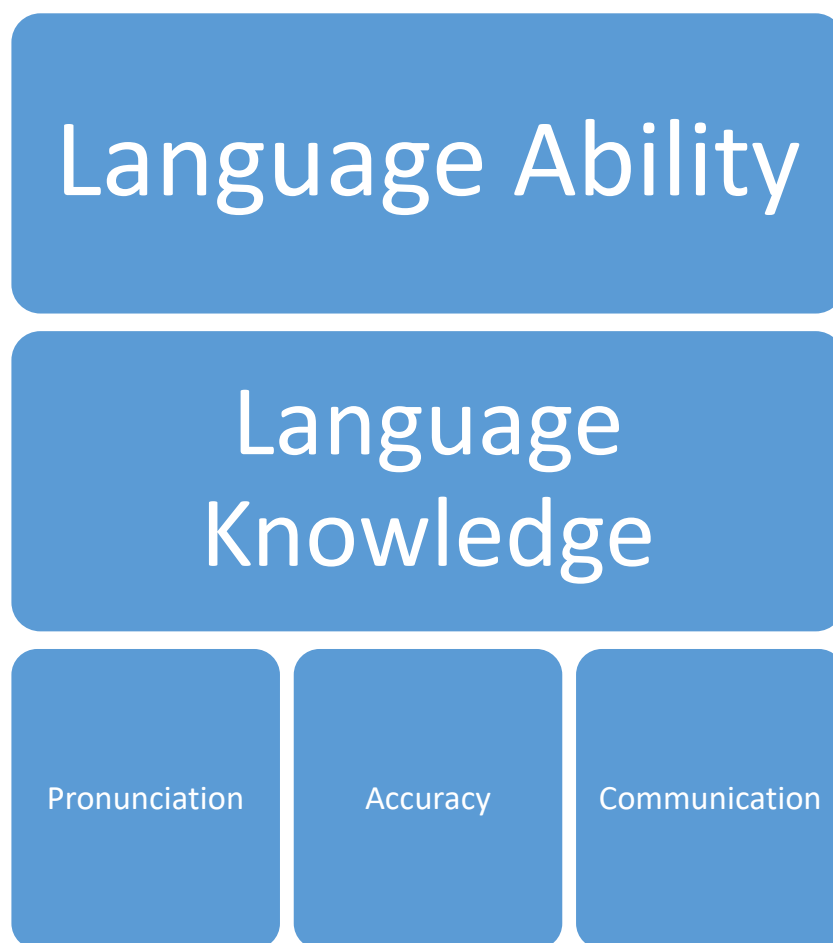 Language Ability
Language
Knowledge
Pronunciation
Accuracy
Communication